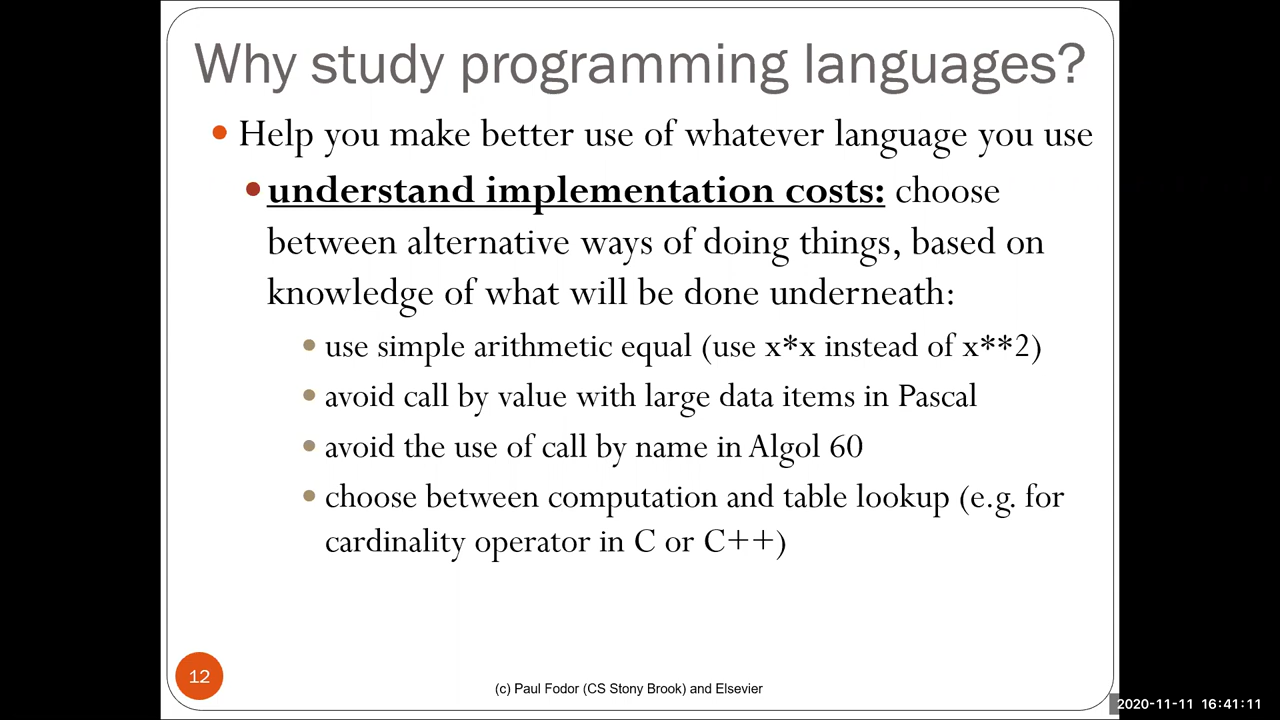 Why study programming languages?
Help you make better use of whatever language you use
understand implementation costs: choose
between alternative ways of doing things, based on
knowledge of what will be done underneath:
use simple arithmetic equal (use x*x instead of x**2)
avoid call by value with large data items in Pascal
avoid the use of call by name in Algol 60
choose between computation and table lookup (e.g. for
cardinality operator in C or C++)
12
(c) Paul Fodor (CS Stony Brook) and Elsevier
2020-11-11 16:41:11